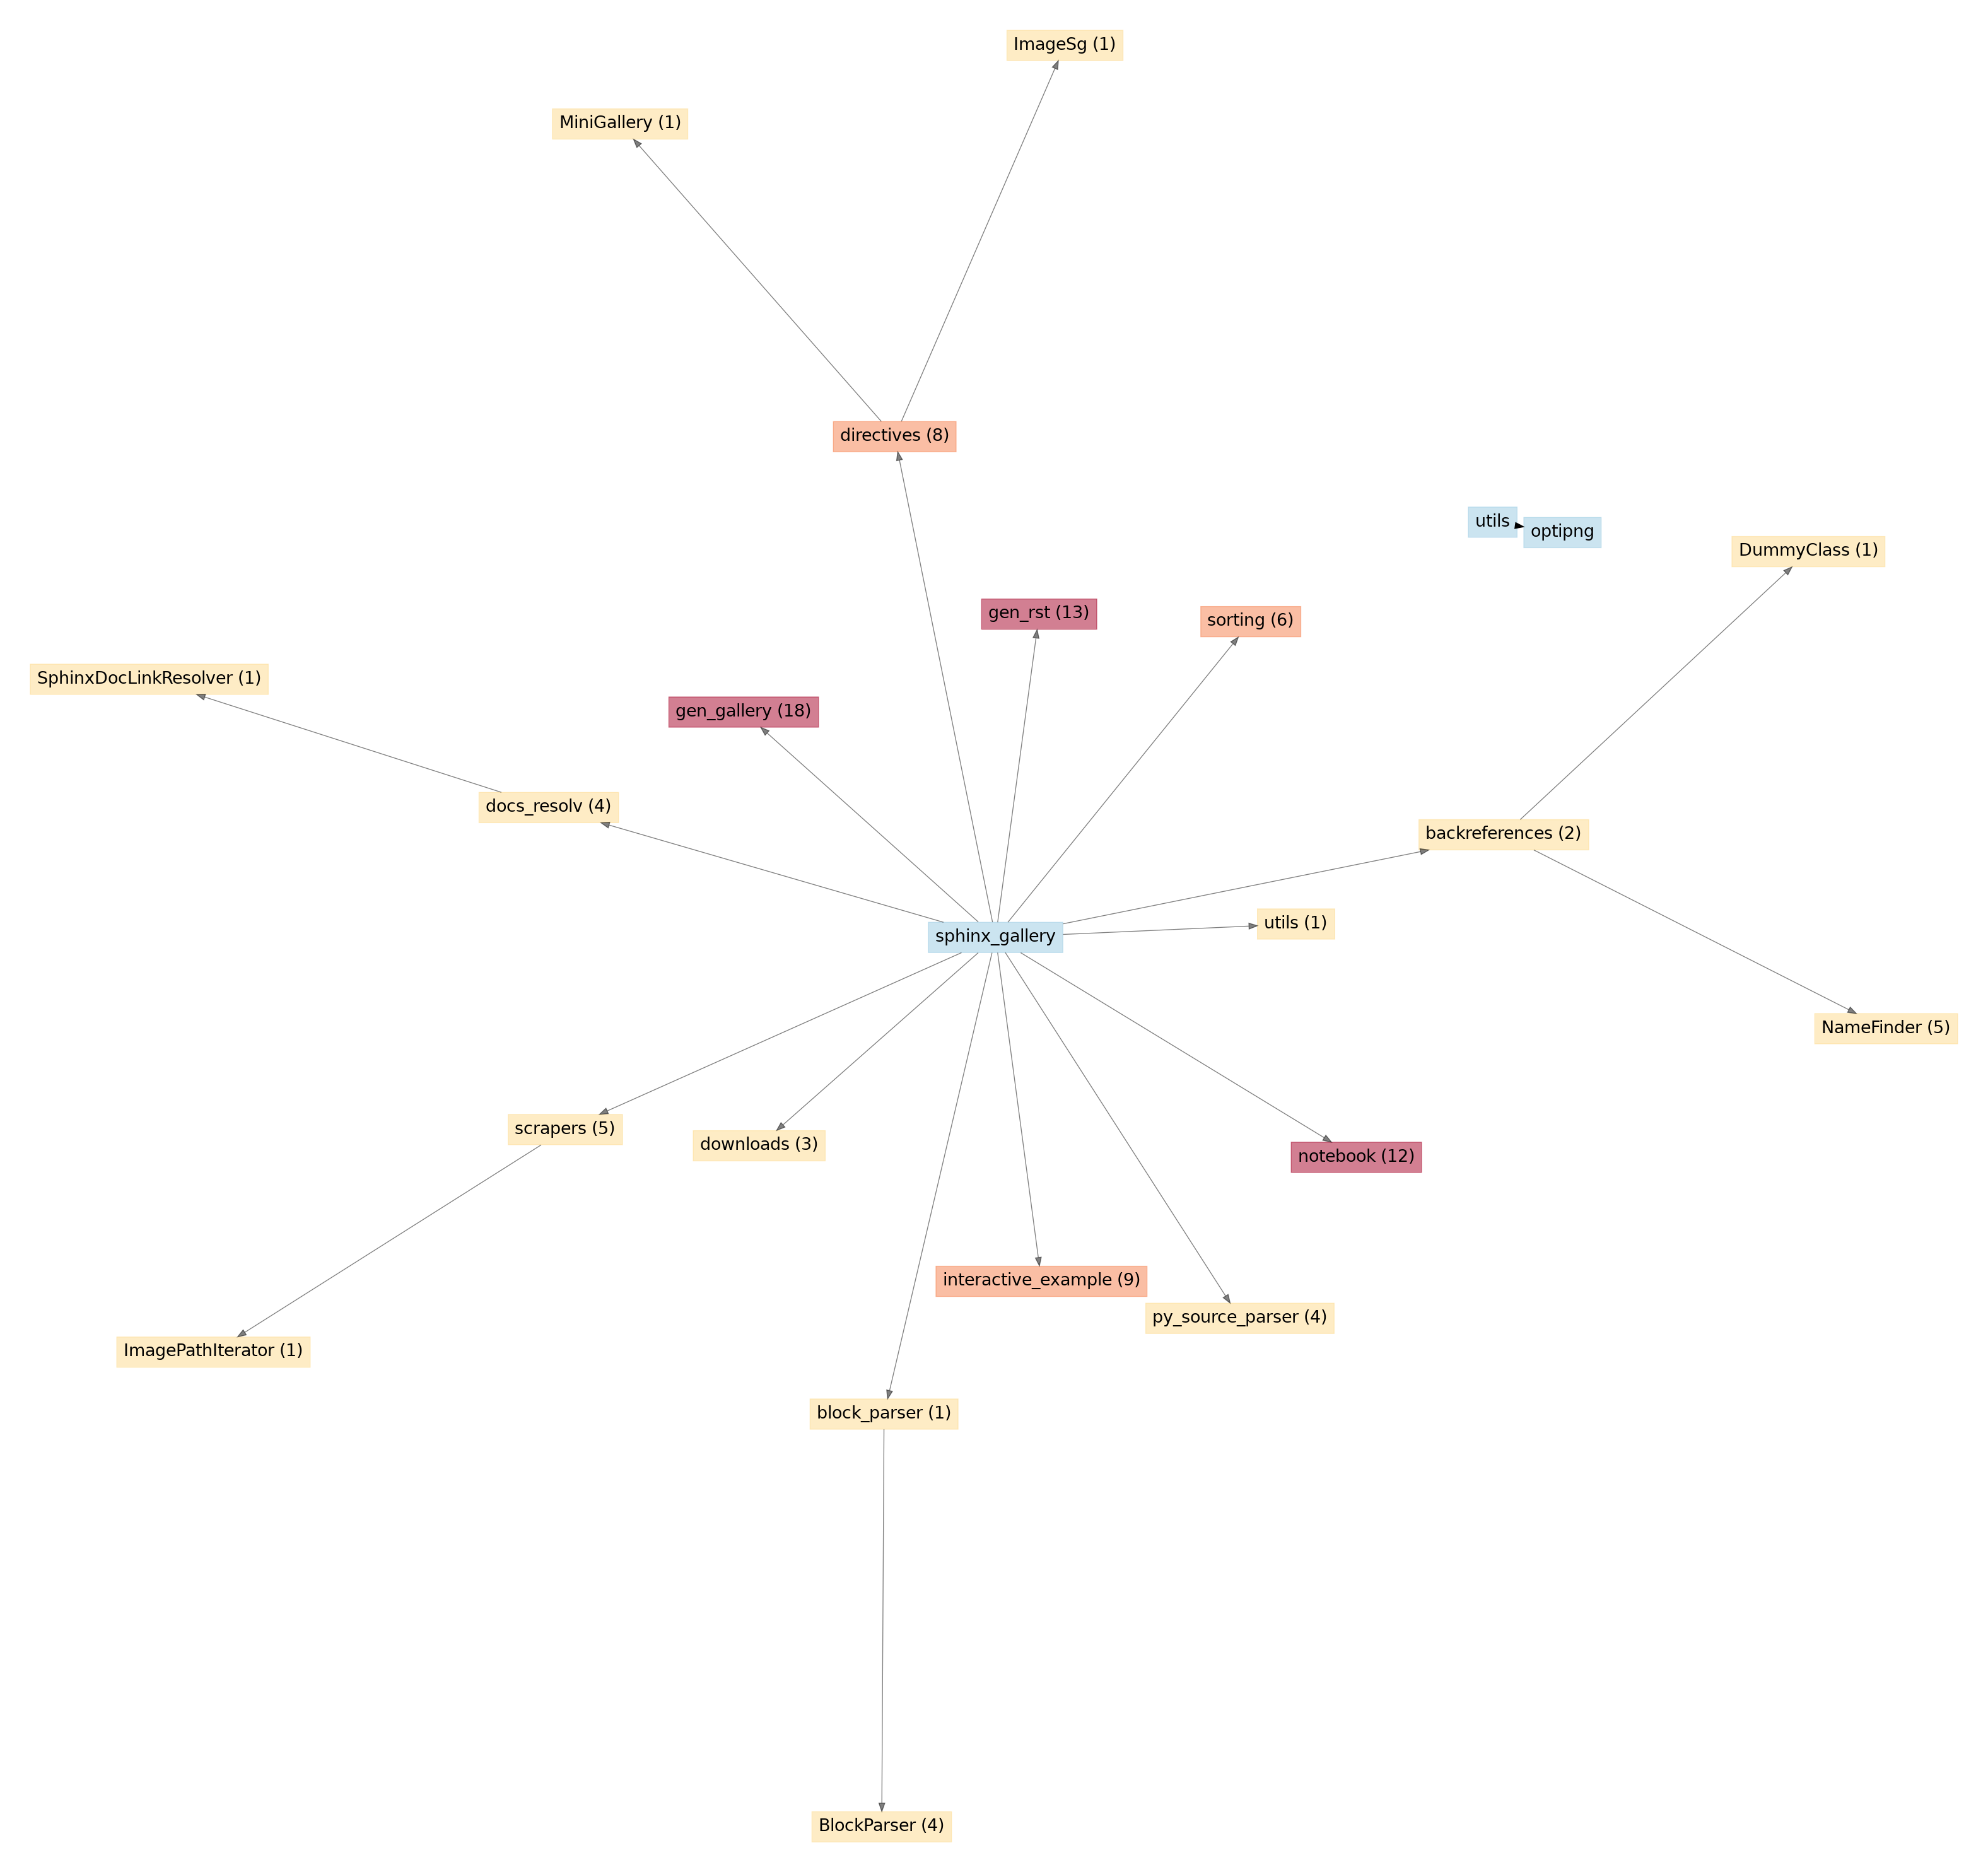 ImageSg (1)
MiniGallery (1)
directives (8)
utils
optipng
DummyClass (1)
gen_rst (13)
sorting (6)
SphinxDocLinkResolver (1)
gen_gallery (18)
docs_resolv (4)
backreferences (2)
utils (1)
sphinx_gallery
NameFinder (5)
scrapers (5)
downloads (3)
notebook (12)
interactive_example (9)
py_source_parser (4)
ImagePathIterator (1)
block_parser (1)
BlockParser (4)